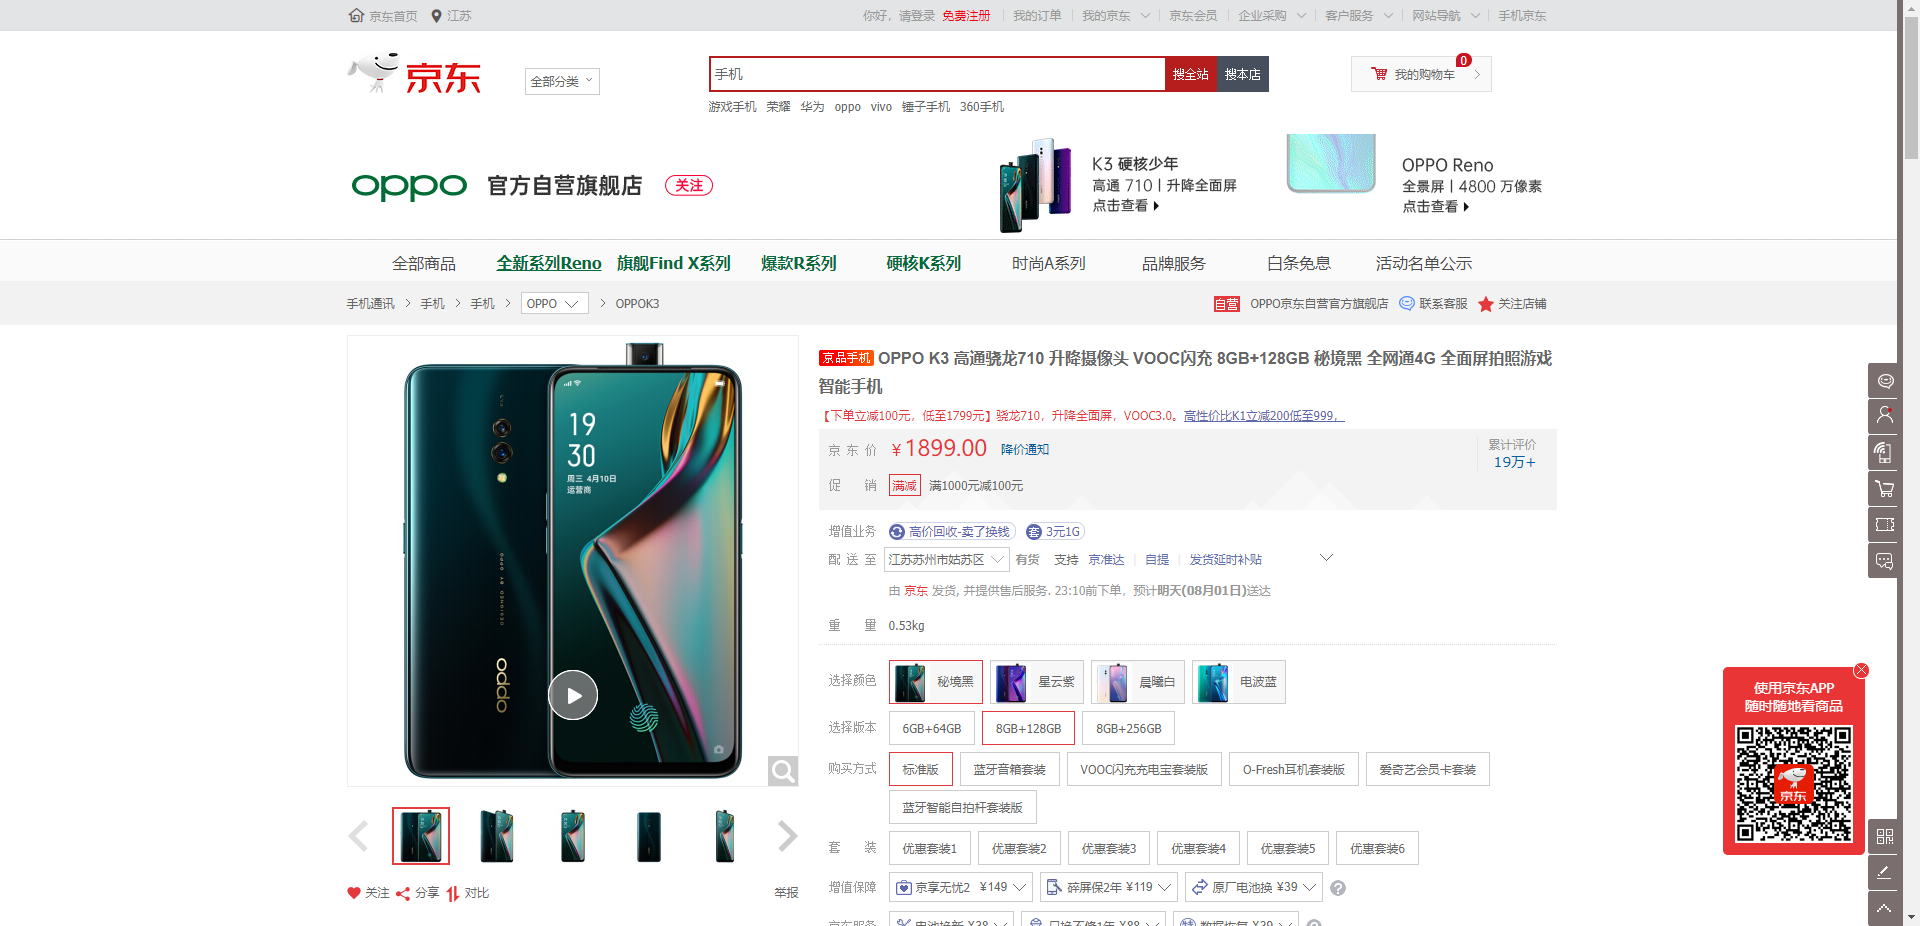 京东首页 江苏
你好，请登录 免费注册 我的订单 我的京东 京东会员 企业采购 客户服务 网站导航 手机京东
京东
全部分类
手机
搜全站 搜本店
0
我的购物车
游戏手机 荣耀 华为 oppo vivo 锤子手机 360手机
oppo 官方自营旗舰店 关注
K3 硬核少年
高通 710 | 升降全面屏
点击查看
OPPO Reno
全景屏 | 4800 万像素
点击查看
全部商品 全新系列Reno 旗舰Find X系列 爆款R系列 硬核K系列 时尚A系列 品牌服务 白条免息 活动名单公示
手机通讯 > 手机 > 手机 > OPPO > OPPOK3
自营 OPPO京东自营官方旗舰店 联系客服 关注店铺
19
30
周三 4月10日
运营商
DESIGNED BY OPPO
oppo
京品手机 OPPO K3 高通骁龙710 升降摄像头 VOOC闪充 8GB+128GB 秘境黑 全网通4G 全面屏拍照游戏
智能手机
【下单立减100元，低至1799元】骁龙710，升降全面屏，VOOC3.0。高性价比K1立减200低至999，
京东价 ￥1899.00 降价通知
累计评价
19万+
促销 满减 满1000元减100元
增值业务 高价回收-卖了换钱 套 3元1G
配送至 江苏苏州市姑苏区 有货 支持 京准达 自提 发货延时补贴
由 京东 发货, 并提供售后服务. 23:10前下单，预计明天(08月01日)送达
重量 0.53kg
选择颜色 秘境黑 星云紫 晨曦白 电波蓝
选择版本 6GB+64GB 8GB+128GB 8GB+256GB
购买方式 标准版 蓝牙音箱套装 VOOC闪充充电宝套装版 O-Fresh耳机套装版 爱奇艺会员卡套装
蓝牙智能自拍杆套装版
套装 优惠套装1 优惠套装2 优惠套装3 优惠套装4 优惠套装5 优惠套装6
增值保障 京享无忧2 ¥149 碎屏保2年 ¥119 原厂电池换 ¥39 ?
京东服务 电池换新 ¥38 只换不修1年 ¥88 数据恢复 ¥39
关注 分享 对比 举报
使用京东APP
随时随地看商品
京东